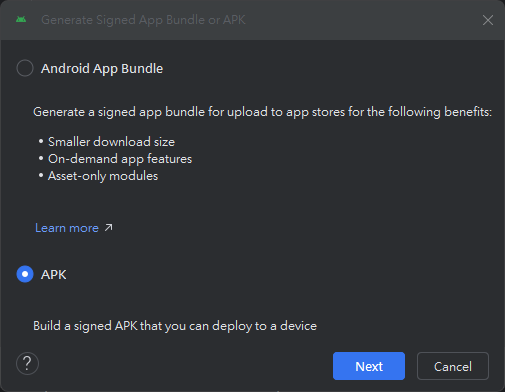 Generate Signed App Bundle or APK
Android App Bundle
Generate a signed app bundle for upload to app stores for the following benefits:
• Smaller download size
• On-demand app features
• Asset-only modules
Learn more ↗
APK
Build a signed APK that you can deploy to a device
?
Next
Cancel